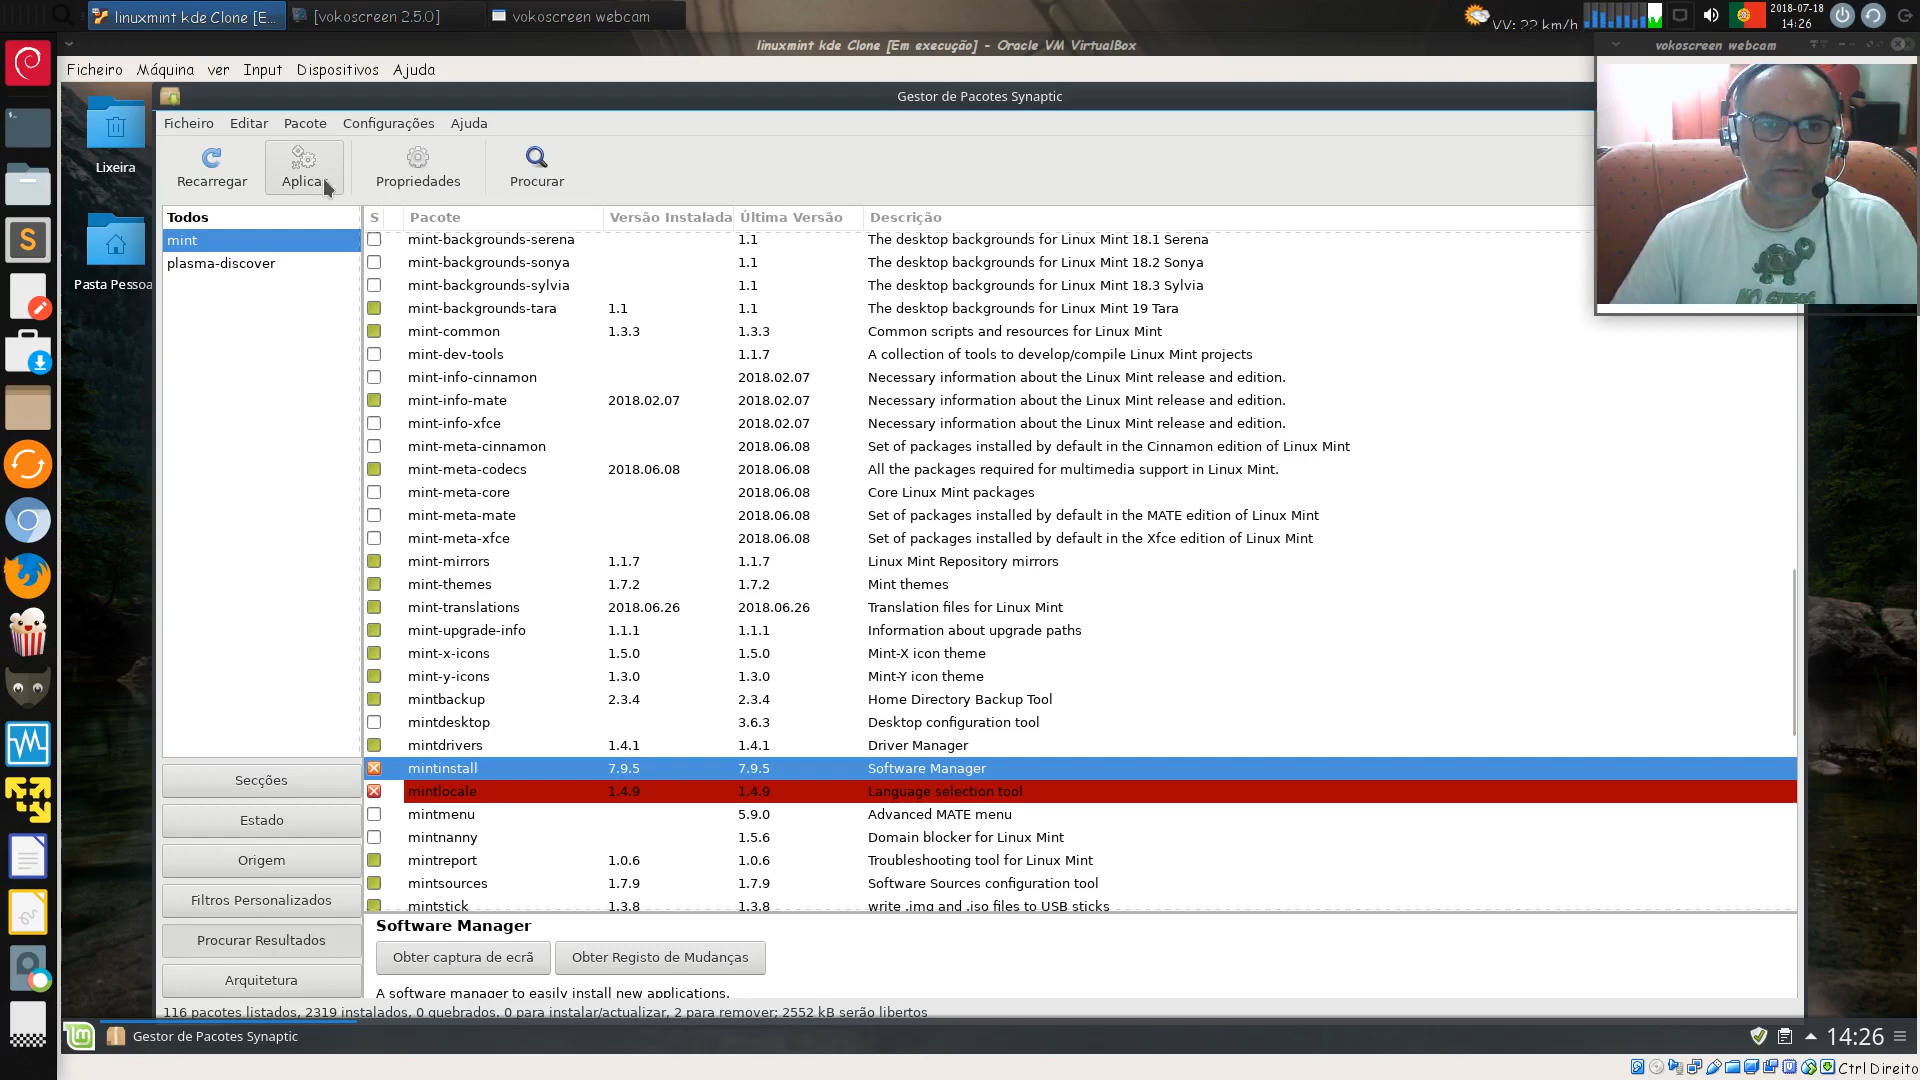 linuxmint kde Clone [E...
[vokoscreen 2.5.0]
vokoscreen webcam
VV: 22 km/h
2018-07-18
14:26
linuxmint kde Clone [Em execução] - Oracle VM VirtualBox
vokoscreen webcam
Ficheiro Máquina ver Input Dispositivos Ajuda
Gestor de Pacotes Synaptic
Ficheiro Editar Pacote Configurações Ajuda
Recarregar Aplicar Propriedades Procurar
Lixeira
Pasta Pessoa
Todos
mint
plasma-discover
S Pacote Versão Instalada Última Versão Descrição
mint-backgrounds-serena 1.1 The desktop backgrounds for Linux Mint 18.1 Serena
mint-backgrounds-sonya 1.1 The desktop backgrounds for Linux Mint 18.2 Sonya
mint-backgrounds-sylvia 1.1 The desktop backgrounds for Linux Mint 18.3 Sylvia
mint-backgrounds-tara 1.1 1.1 The desktop backgrounds for Linux Mint 19 Tara
mint-common 1.3.3 1.3.3 Common scripts and resources for Linux Mint
mint-dev-tools 1.1.7 A collection of tools to develop/compile Linux Mint projects
mint-info-cinnamon 2018.02.07 Necessary information about the Linux Mint release and edition.
mint-info-mate 2018.02.07 2018.02.07 Necessary information about the Linux Mint release and edition.
mint-info-xfce 2018.02.07 Necessary information about the Linux Mint release and edition.
mint-meta-cinnamon 2018.06.08 Set of packages installed by default in the Cinnamon edition of Linux Mint
mint-meta-codecs 2018.06.08 2018.06.08 All the packages required for multimedia support in Linux Mint.
mint-meta-core 2018.06.08 Core Linux Mint packages
mint-meta-mate 2018.06.08 Set of packages installed by default in the MATE edition of Linux Mint
mint-meta-xfce 2018.06.08 Set of packages installed by default in the Xfce edition of Linux Mint
mint-mirrors 1.1.7 1.1.7 Linux Mint Repository mirrors
mint-themes 1.7.2 1.7.2 Mint themes
mint-translations 2018.06.26 2018.06.26 Translation files for Linux Mint
mint-upgrade-info 1.1.1 1.1.1 Information about upgrade paths
mint-x-icons 1.5.0 1.5.0 Mint-X icon theme
mint-y-icons 1.3.0 1.3.0 Mint-Y icon theme
mintbackup 2.3.4 2.3.4 Home Directory Backup Tool
mintdesktop 3.6.3 Desktop configuration tool
mintdrivers 1.4.1 1.4.1 Driver Manager
mintinstall 7.9.5 7.9.5 Software Manager
mintlocale 1.4.9 1.4.9 Language selection tool
mintmenu 5.9.0 Advanced MATE menu
mintnanny 1.5.6 Domain blocker for Linux Mint
mintreport 1.0.6 1.0.6 Troubleshooting tool for Linux Mint
mintsources 1.7.9 1.7.9 Software Sources configuration tool
mintstick 1.3.8 1.3.8 write .img and .iso files to USB sticks
Secções
Estado
Origem
Filtros Personalizados
Procurar Resultados
Arquitetura
Software Manager
Obter captura de ecrã Obter Registo de Mudanças
A software manager to easily install new applications.
116 pacotes listados, 2319 instalados, 0 quebrados. 0 para instalar/actualizar, 2 para remover; 2552 kB serão libertos
Gestor de Pacotes Synaptic
14:26
Ctrl Direito